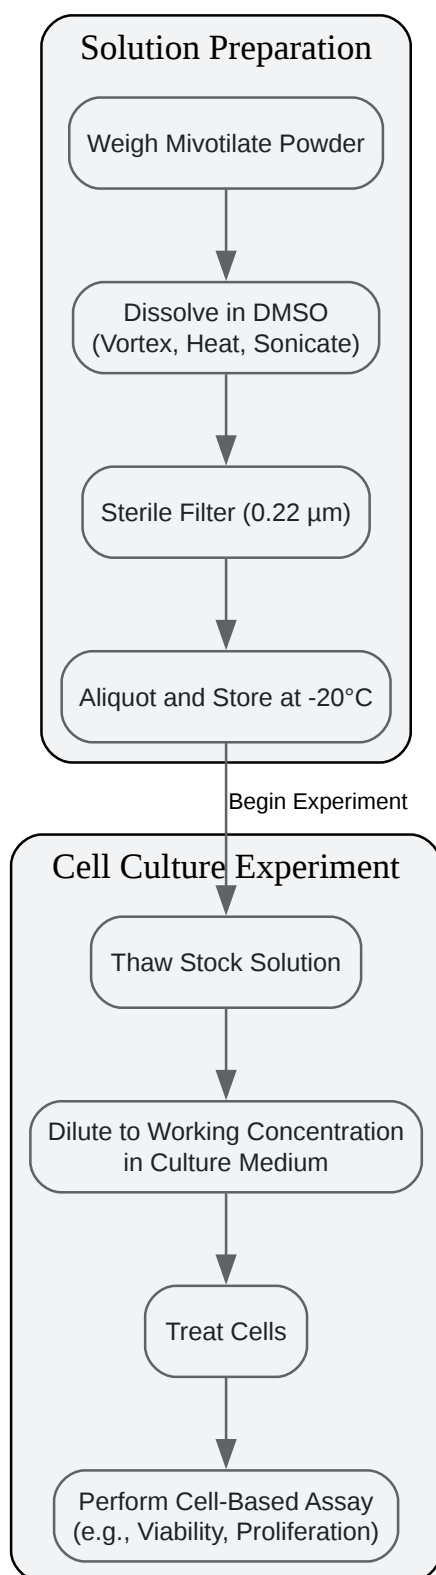 Solution Preparation
Weigh Mivotilate Powder
Dissolve in DMSO
(Vortex, Heat, Sonicate)
Sterile Filter (0.22 µm)
Aliquot and Store at -20°C
Begin Experiment
Cell Culture Experiment
Thaw Stock Solution
Dilute to Working Concentration
in Culture Medium
Treat Cells
Perform Cell-Based Assay
(e.g., Viability, Proliferation)